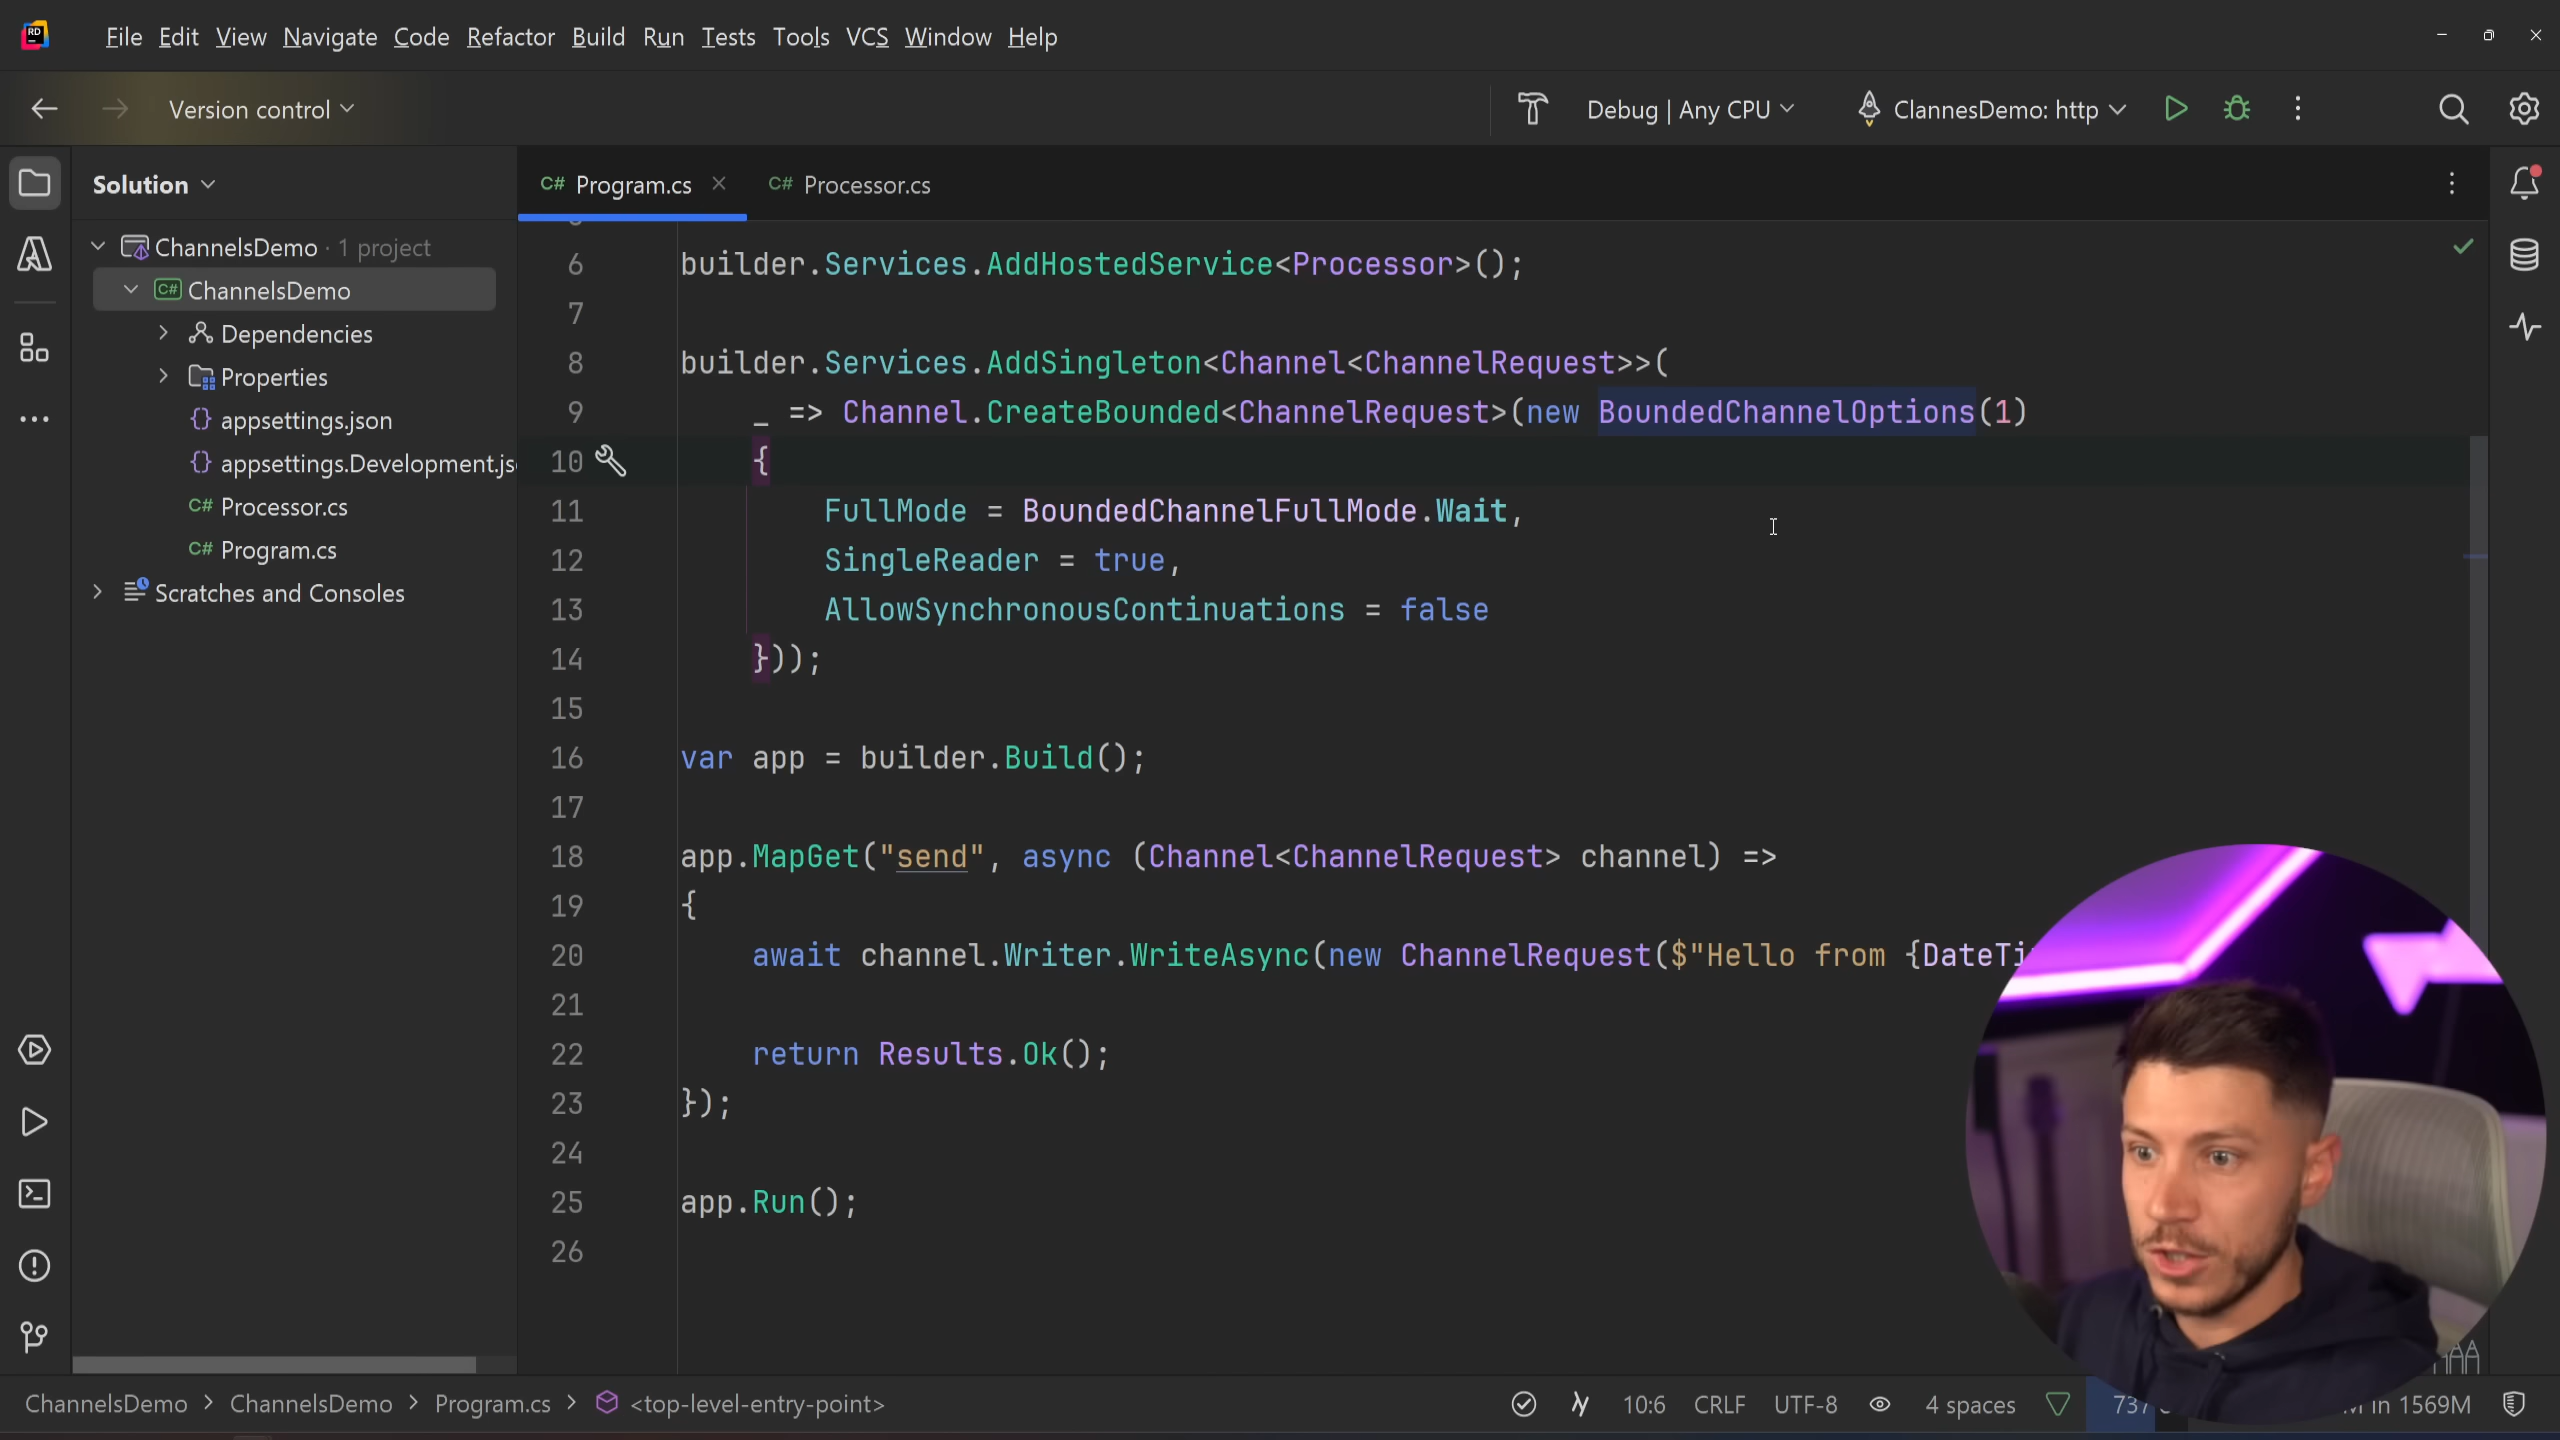 RD
File Edit View Navigate Code Refactor Build Run Tests Tools VCS Window Help
Version control
Debug | Any CPU
ClannesDemo: http
Solution
C# Program.cs
C# Processor.cs
ChannelsDemo · 1 project
C# ChannelsDemo
Dependencies
Properties
{} appsettings.json
{} appsettings.Development.js
C# Processor.cs
C# Program.cs
Scratches and Consoles
6 builder.Services.AddHostedService<Processor>();
7
8 builder.Services.AddSingleton<Channel<ChannelRequest>>(
9 _ => Channel.CreateBounded<ChannelRequest>(new BoundedChannelOptions(1)
10 {
11 FullMode = BoundedChannelFullMode.Wait,
12 SingleReader = true,
13 AllowSynchronousContinuations = false
14 }));
15
16 var app = builder.Build();
17
18 app.MapGet("send", async (Channel<ChannelRequest> channel) =>
19 {
20 await channel.Writer.WriteAsync(new ChannelRequest($"Hello from {DateTi
21
22 return Results.Ok();
23 });
24
25 app.Run();
26
ChannelsDemo > ChannelsDemo > Program.cs > <top-level-entry-point>
10:6 CRLF UTF-8 4 spaces 737 in 1569M